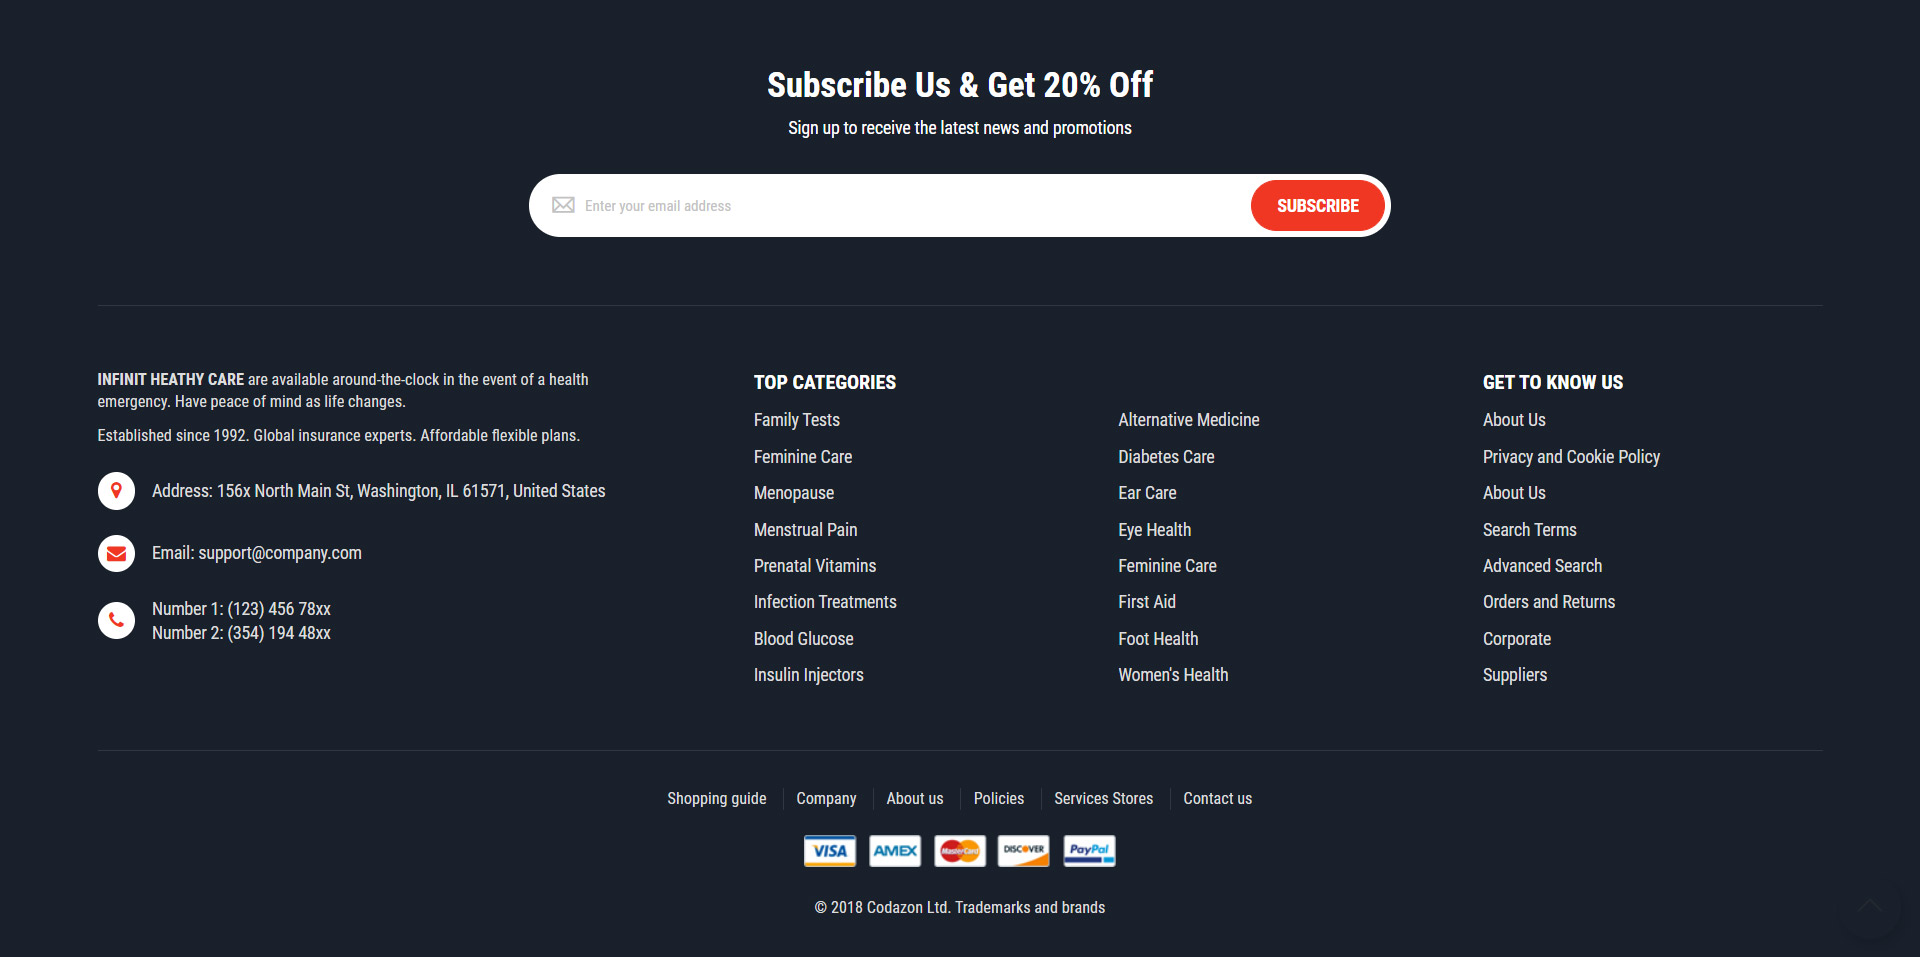 Subscribe Us & Get 20% Off
Sign up to receive the latest news and promotions
Enter your email address
SUBSCRIBE
INFINIT HEATHY CARE are available around-the-clock in the event of a health
emergency. Have peace of mind as life changes.
Established since 1992. Global insurance experts. Affordable flexible plans.
Address: 156x North Main St, Washington, IL 61571, United States
Email: support@company.com
Number 1: (123) 456 78xx
Number 2: (354) 194 48xx
TOP CATEGORIES
Family Tests
Feminine Care
Menopause
Menstrual Pain
Prenatal Vitamins
Infection Treatments
Blood Glucose
Insulin Injectors
Alternative Medicine
Diabetes Care
Ear Care
Eye Health
Feminine Care
First Aid
Foot Health
Women's Health
GET TO KNOW US
About Us
Privacy and Cookie Policy
About Us
Search Terms
Advanced Search
Orders and Returns
Corporate
Suppliers
Shopping guide Company About us Policies Services Stores Contact us
VISA AMEX MasterCard DISCOVER PayPal
© 2018 Codazon Ltd. Trademarks and brands